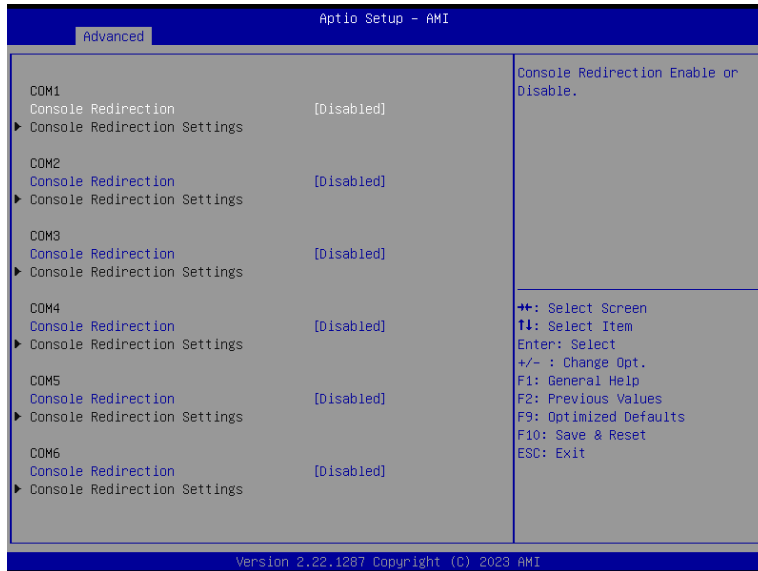 Aptio Setup – AMI
Advanced
COM1
Console Redirection [Disabled]
▶ Console Redirection Settings
COM2
Console Redirection [Disabled]
▶ Console Redirection Settings
COM3
Console Redirection [Disabled]
▶ Console Redirection Settings
COM4
Console Redirection [Disabled]
▶ Console Redirection Settings
COM5
Console Redirection [Disabled]
▶ Console Redirection Settings
COM6
Console Redirection [Disabled]
▶ Console Redirection Settings
Console Redirection Enable or
Disable.
→←: Select Screen
↑↓: Select Item
Enter: Select
+/- : Change Opt.
F1: General Help
F2: Previous Values
F9: Optimized Defaults
F10: Save & Reset
ESC: Exit
Version 2.22.1287 Copyright (C) 2023 AMI